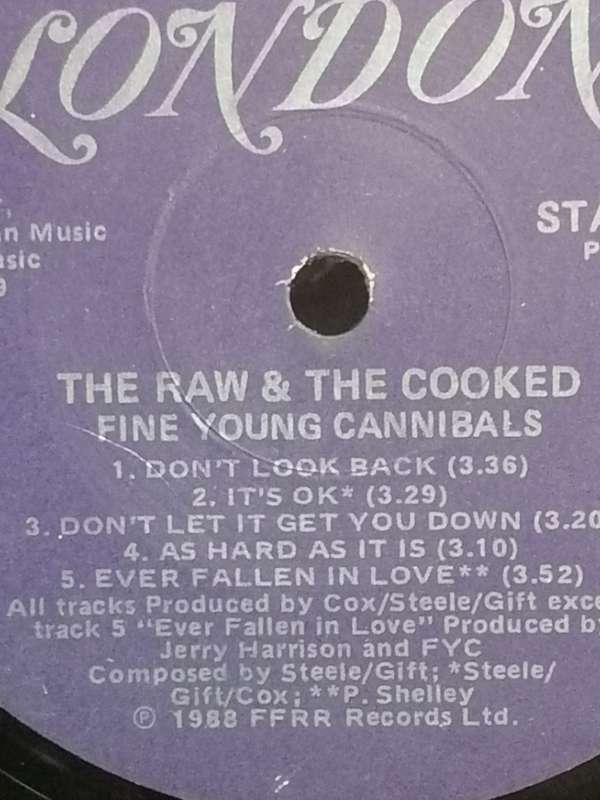 LONDON
n Music
sic
9
STA
P
THE RAW & THE COOKED
FINE YOUNG CANNIBALS
1. DON'T LOOK BACK (3.36)
2. IT'S OK* (3.29)
3. DON'T LET IT GET YOU DOWN (3.20
4. AS HARD AS IT IS (3.10)
5. EVER FALLEN IN LOVE** (3.52)
All tracks Produced by Cox/Steele/Gift exce
track 5 "Ever Fallen in Love" Produced b
Jerry Harrison and FYC
Composed by Steele/Gift; *Steele/
Gift/Cox; **P. Shelley
℗ 1988 FFRR Records Ltd.